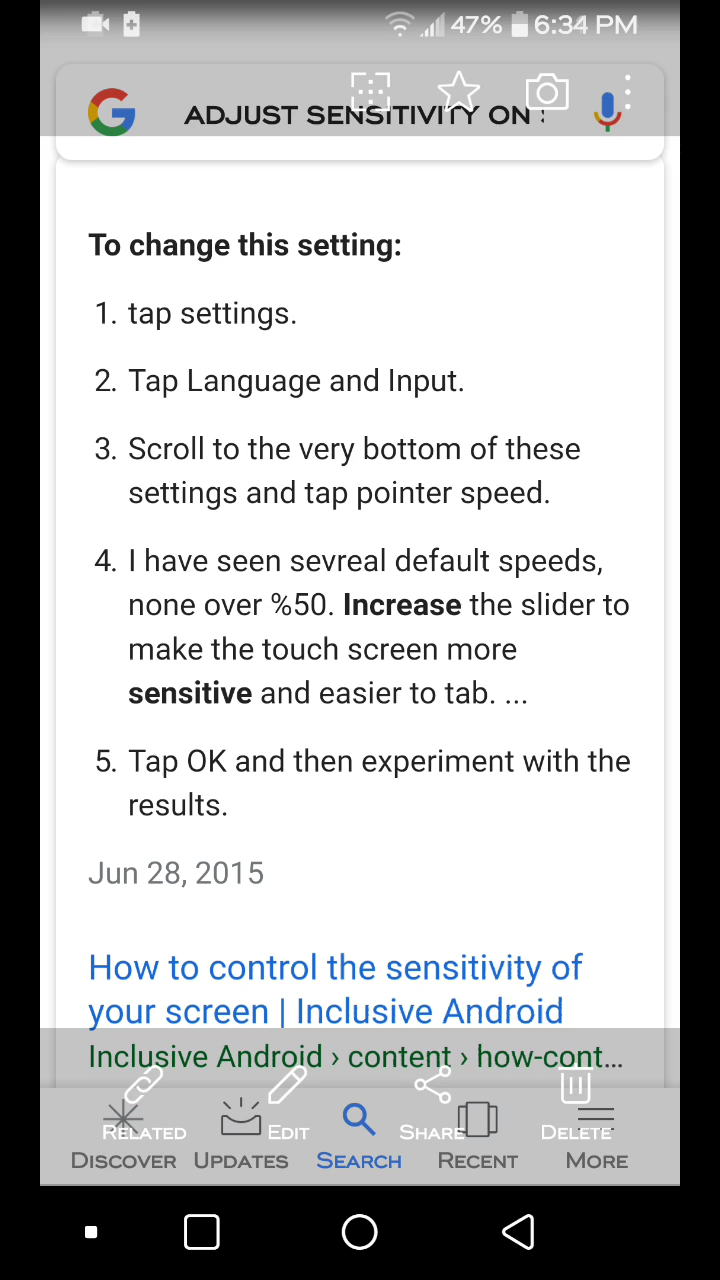 47% 6:34 PM
ADJUST SENSITIVITY ON
To change this setting:
1. tap settings.
2. Tap Language and Input.
3. Scroll to the very bottom of these
settings and tap pointer speed.
4. I have seen sevreal default speeds,
none over %50. Increase the slider to
make the touch screen more
sensitive and easier to tab. ...
5. Tap OK and then experiment with the
results.
Jun 28, 2015
How to control the sensitivity of
your screen | Inclusive Android
Inclusive Android › content › how-cont...
RELATED EDIT SHARE DELETE
DISCOVER UPDATES SEARCH RECENT MORE